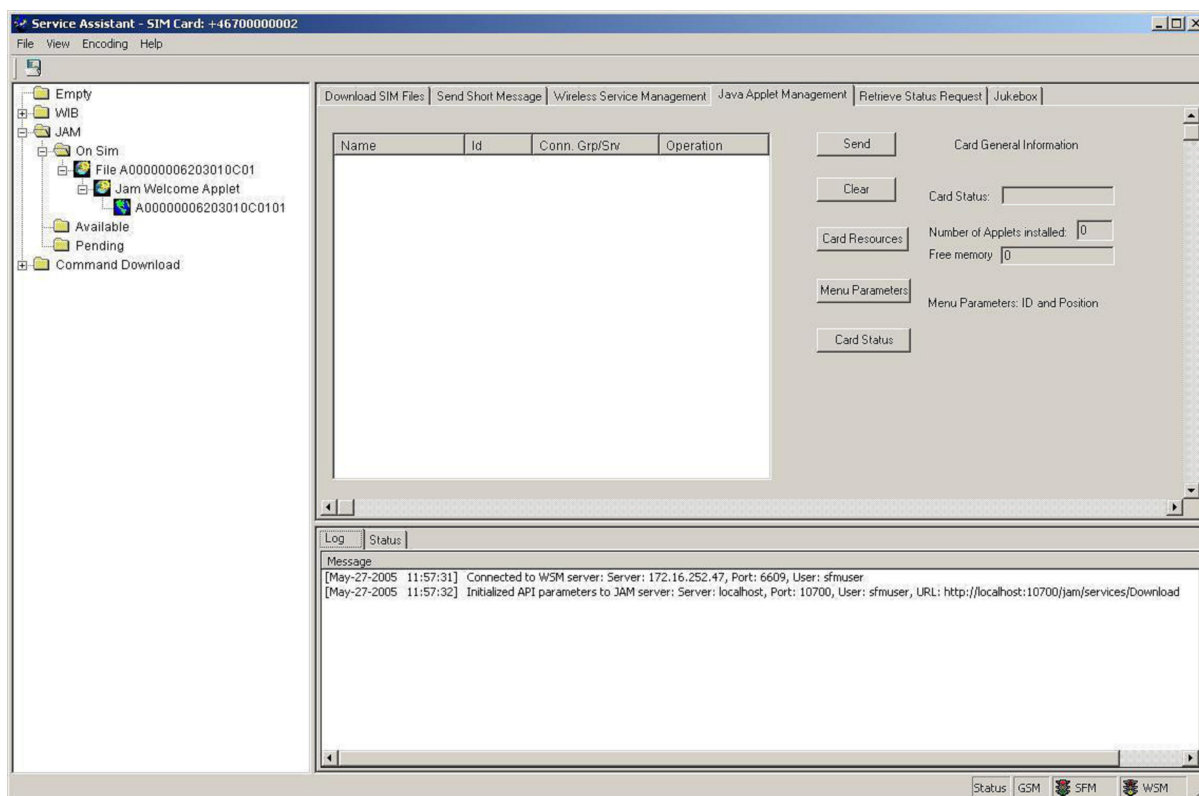 Service Assistant - SIM Card: +46700000002
File View Encoding Help
Empty
WIB
JAM
On Sim
File A00000006203010C01
Jam Welcome Applet
A00000006203010C0101
Available
Pending
Command Download
Download SIM Files Send Short Message Wireless Service Management Java Applet Management Retrieve Status Request Jukebox
Name Id Conn. Grp/Srv Operation
Send
Card General Information
Clear
Card Status:
Card Resources
Number of Applets installed: 0
Free memory 0
Menu Parameters
Menu Parameters: ID and Position
Card Status
Log Status
Message
[May-27-2005 11:57:31] Connected to WSM server: Server: 172.16.252.47, Port: 6609, User: sfmuser
[May-27-2005 11:57:32] Initialized API parameters to JAM server: Server: localhost, Port: 10700, User: sfmuser, URL: http://localhost:10700/jam/services/Download
Status GSM SFM WSM